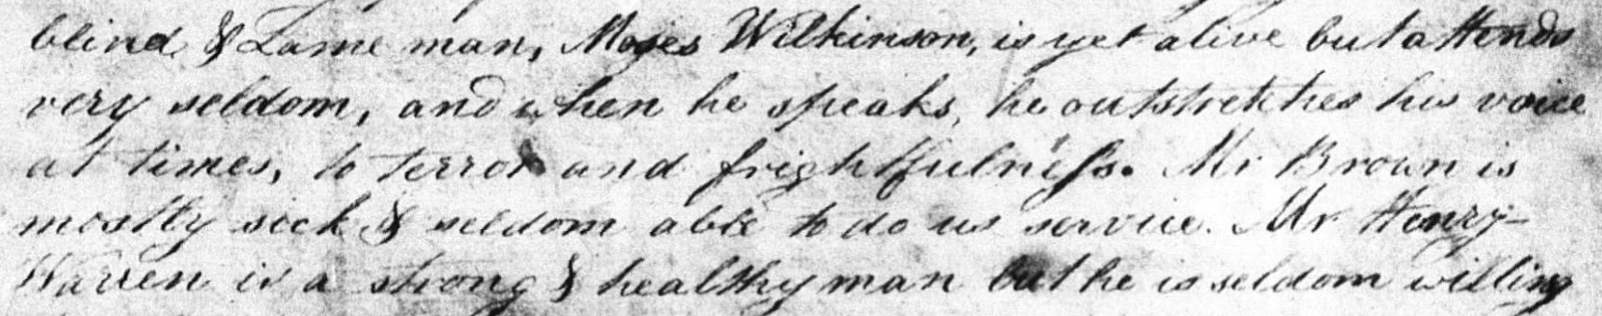 blind & Lame man, Moses Wilkinson, is yet alive but attends
very seldom, and when he speaks, he outstretches his voice
at times, to terror and frightfulness. Mr Brown is
mostly sick & seldom able to do us service. Mr Henry
Warren is a strong & healthy man but he is seldom willing